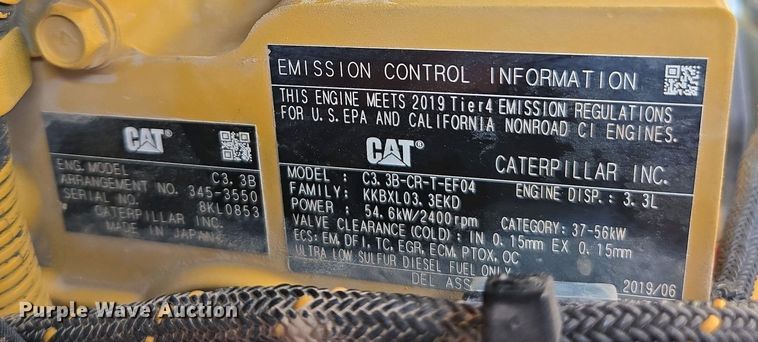 CAT®
ENG. MODEL C3.3B
ARRANGEMENT NO. 345-3550
SERIAL NO. 8KL0853
CATERPILLAR INC.
MADE IN JAPAN
EMISSION CONTROL INFORMATION
THIS ENGINE MEETS 2019 Tier4 EMISSION REGULATIONS
FOR U.S.EPA AND CALIFORNIA NONROAD CI ENGINES.
CAT® CATERPILLAR INC.
MODEL : C3.3B-CR-T-EF04
FAMILY: KKBXL03.3EKD ENGINE DISP.: 3.3L
POWER : 54.6kW/2400rpm CATEGORY: 37-56kW
VALVE CLEARANCE (COLD): IN 0.15mm EX 0.15mm
ECS: EM, DFI, TC, EGR, ECM, PTOX, OC
ULTRA LOW SULFUR DIESEL FUEL ONLY
DEL ASS 2019/06
Purple Wave Auction